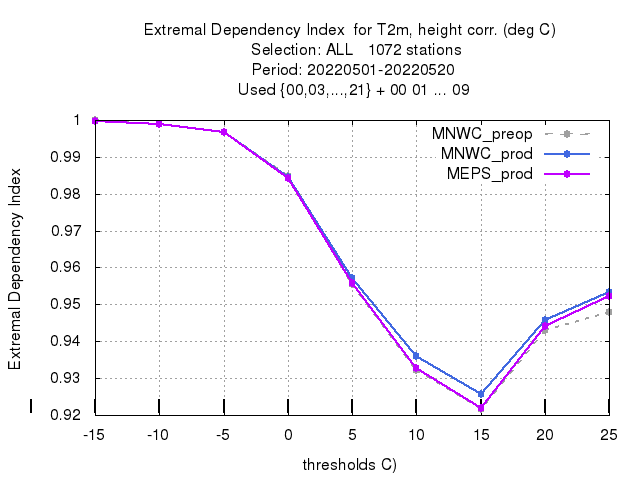 Extremal Dependency Index  for T2m, height corr. (deg C)
Selection: ALL   1072 stations
Period: 20220501-20220520
Used {00,03,...,21} + 00 01 ... 09
MNWC_preop
MNWC_prod
MEPS_prod
Extremal Dependency Index
1
0.99
0.98
0.97
0.96
0.95
0.94
0.93
0.92
-15 -10 -5 0 5 10 15 20 25
thresholds C)